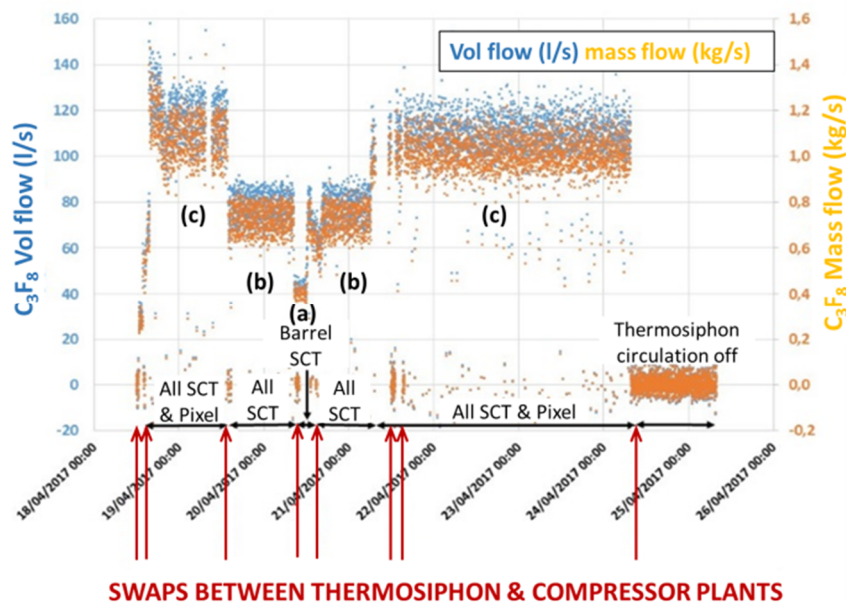 160
140
120
100
80
60
40
20
0
-20
C₃F₈ Vol flow (l/s)
Vol flow (l/s) mass flow (kg/s)
(c)
(b)
(a)
(b)
(c)
Barrel
SCT
All SCT
& Pixel
All
SCT
All
SCT
All SCT & Pixel
Thermosiphon
circulation off
1,6
1,4
1,2
1,0
0,8
0,6
0,4
0,2
0,0
-0,2
C₃F₈ Mass flow (kg/s)
18/04/2017 00:00
19/04/2017 00:00
20/04/2017 00:00
21/04/2017 00:00
22/04/2017 00:00
23/04/2017 00:00
24/04/2017 00:00
25/04/2017 00:00
26/04/2017 00:00
SWAPS BETWEEN THERMOSIPHON & COMPRESSOR PLANTS